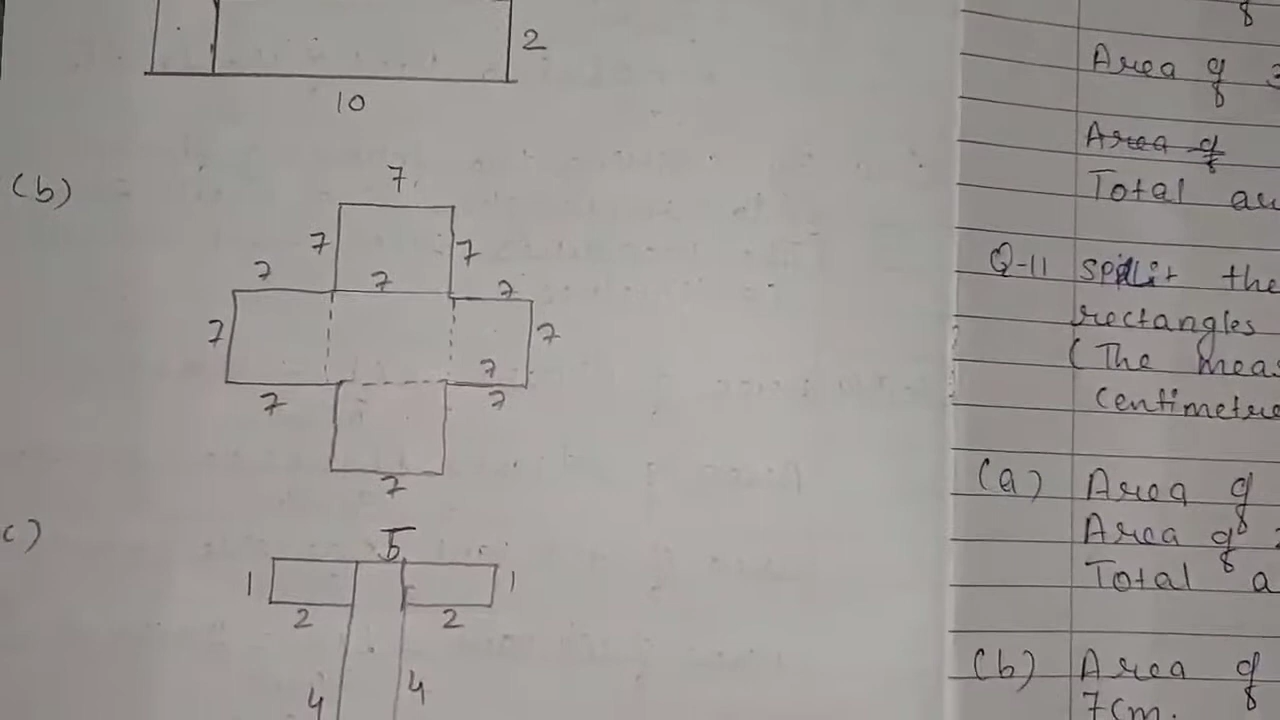 2
10
(b)
7
7
7
7
7
7
7
7
7
7
7
7
c)
5
1
1
2
2
4
4
Area of
Area of
Total
Q-11 split the
rectangles
(The
Centimetre
(a) Area of
Area of
Total
(b) Area of
7cm.